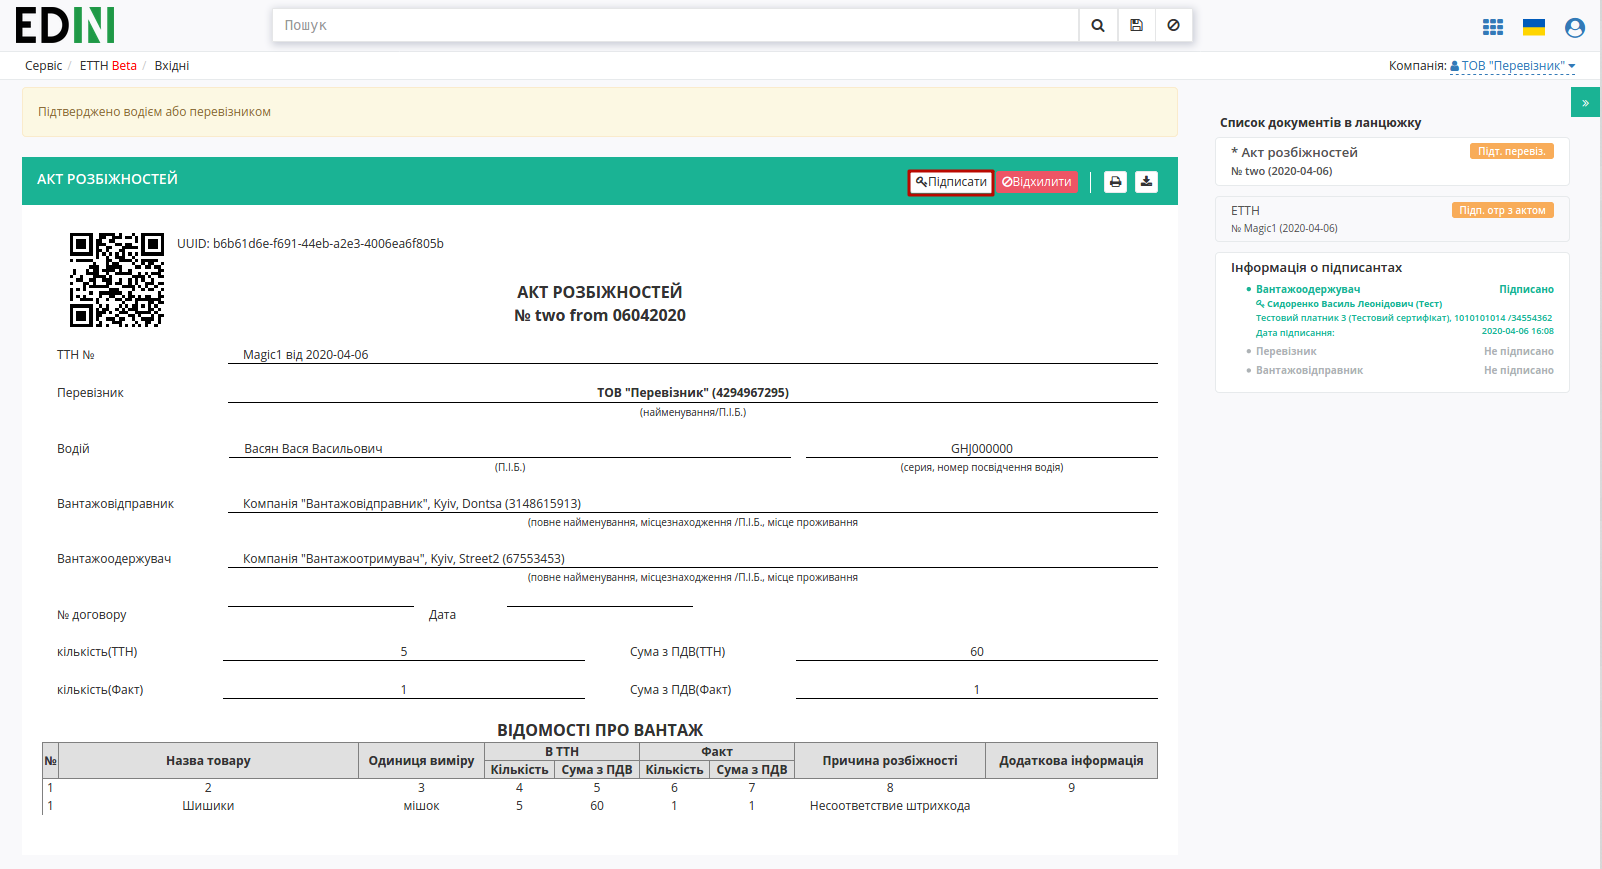 EDIN
Пошук
Сервіс / ЕТТН Beta / Вхідні
Компанія: ТОВ "Перевізник"
Підтверджено водієм або перевізником
АКТ РОЗБІЖНОСТЕЙ
Підписати
Відхилити
UUID: b6b61d6e-f691-44eb-a2e3-4006ea6f805b
АКТ РОЗБІЖНОСТЕЙ
№ two from 06042020
ТТН № Magic1 від 2020-04-06
Перевізник ТОВ "Перевізник" (4294967295)
(найменування/П.І.Б.)
Водій Васян Вася Васильович GHJ000000
(П.І.Б.) (серия, номер посвідчення водія)
Вантажовідправник Компанія "Вантажовідправник", Kyiv, Dontsa (3148615913)
(повне найменування, місцезнаходження /П.І.Б., місце проживання
Вантажоодержувач Компанія "Вантажоотримувач", Kyiv, Street2 (67553453)
(повне найменування, місцезнаходження /П.І.Б., місце проживання
№ договору Дата
кількість(ТТН) 5 Сума з ПДВ(ТТН) 60
кількість(Факт) 1 Сума з ПДВ(Факт) 1
ВІДОМОСТІ ПРО ВАНТАЖ
№ Назва товару Одиниця виміру В ТТН Факт Причина розбіжності Додаткова інформація
Кількість Сума з ПДВ Кількість Сума з ПДВ
1 2 3 4 5 6 7 8 9
1 Шишики мішок 5 60 1 1 Несоответствие штрихкода
»
Список документів в ланцюжку
* Акт розбіжностей Підт. перевіз.
№ two (2020-04-06)
ЕТТН Підп. отр з актом
№ Magic1 (2020-04-06)
Інформація о підписантах
Вантажоодержувач Підписано
Сидоренко Василь Леонідович (Тест)
Тестовий платник 3 (Тестовий сертифікат), 1010101014 /34554362
Дата підписання: 2020-04-06 16:08
Перевізник Не підписано
Вантажовідправник Не підписано